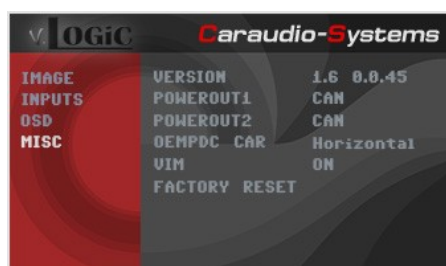 v. LOGiC Caraudio-Systems
IMAGE
INPUTS
OSD
MISC
VERSION 1.6 0.0.45
POWEROUT1 CAN
POWEROUT2 CAN
OEMPDC CAR Horizontal
VIM ON
FACTORY RESET